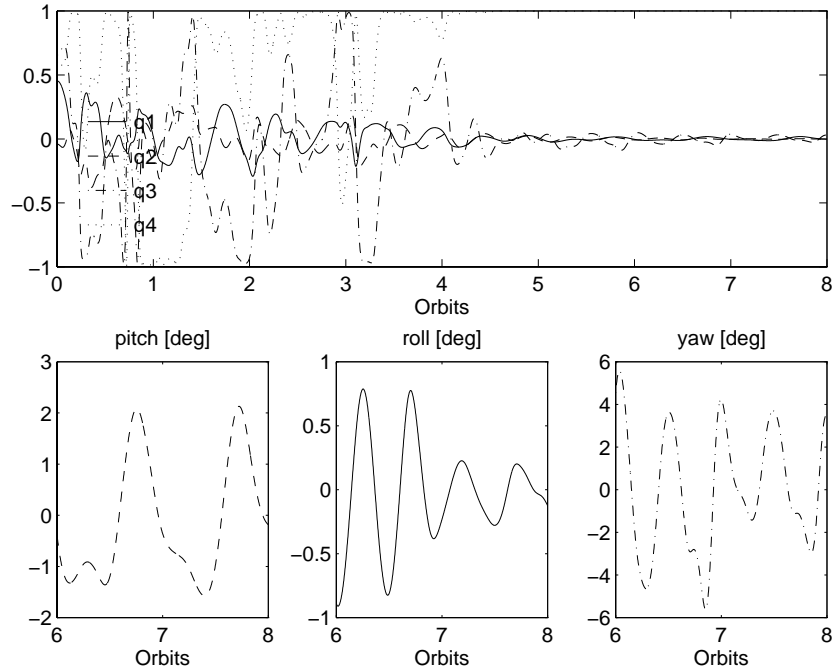 1
0.5
0
−0.5
−1
q1
q2
q3
q4
0 1 2 3 4 5 6 7 8
Orbits
pitch [deg]
3
2
1
0
−1
−2
6 7 8
Orbits
roll [deg]
1
0.5
0
−0.5
−1
6 7 8
Orbits
yaw [deg]
6
4
2
0
−2
−4
−6
6 7 8
Orbits